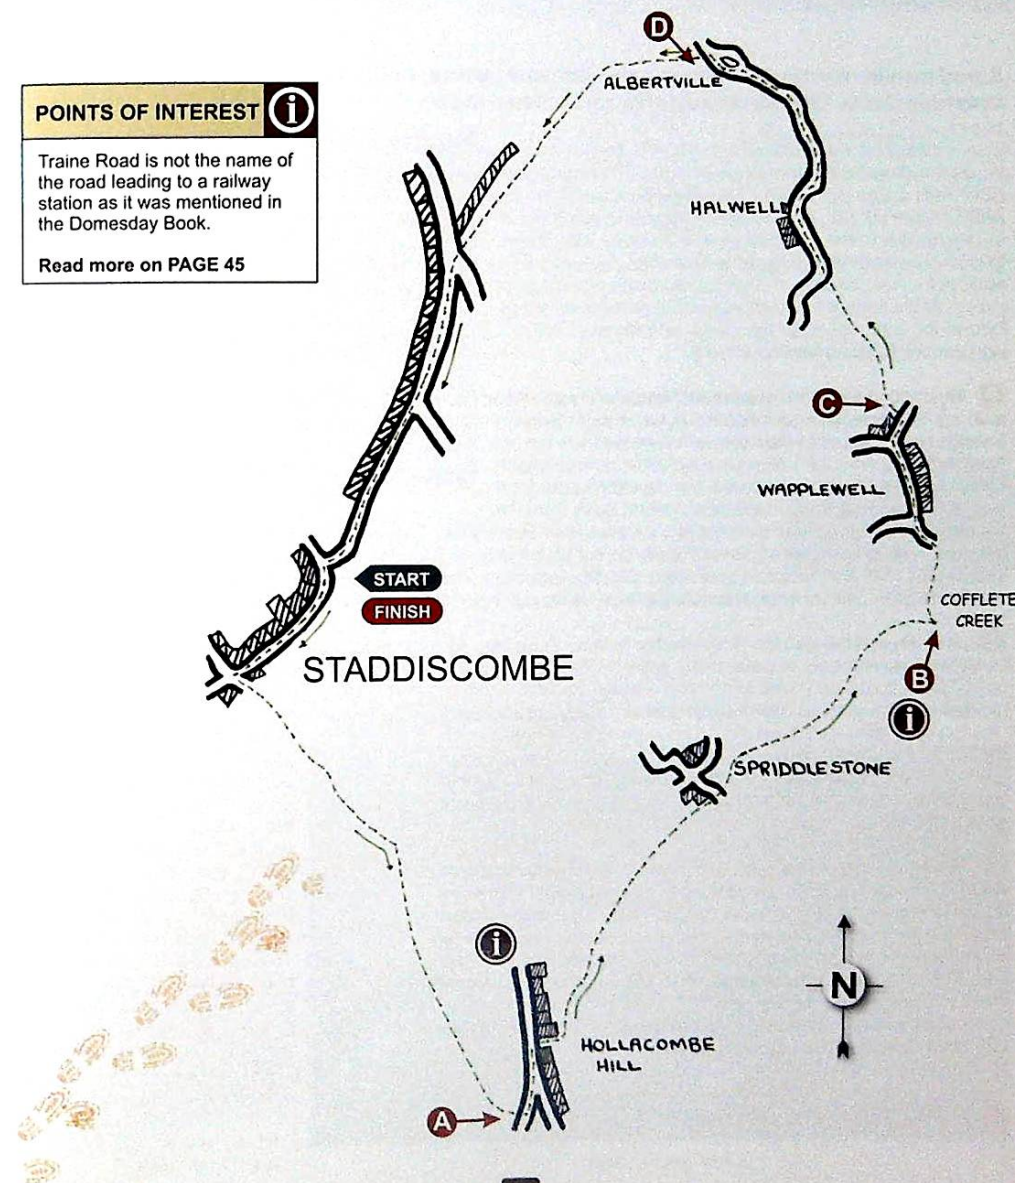 D
ALBERTVILLE
POINTS OF INTEREST i
Traine Road is not the name of
the road leading to a railway
station as it was mentioned in
the Domesday Book.
Read more on PAGE 45
HALWELL
C
WAPPLEWELL
START
FINISH
COFFLETE
CREEK
STADDISCOMBE
B
i
SPRIDDLESTONE
i
N
HOLLACOMBE
HILL
A